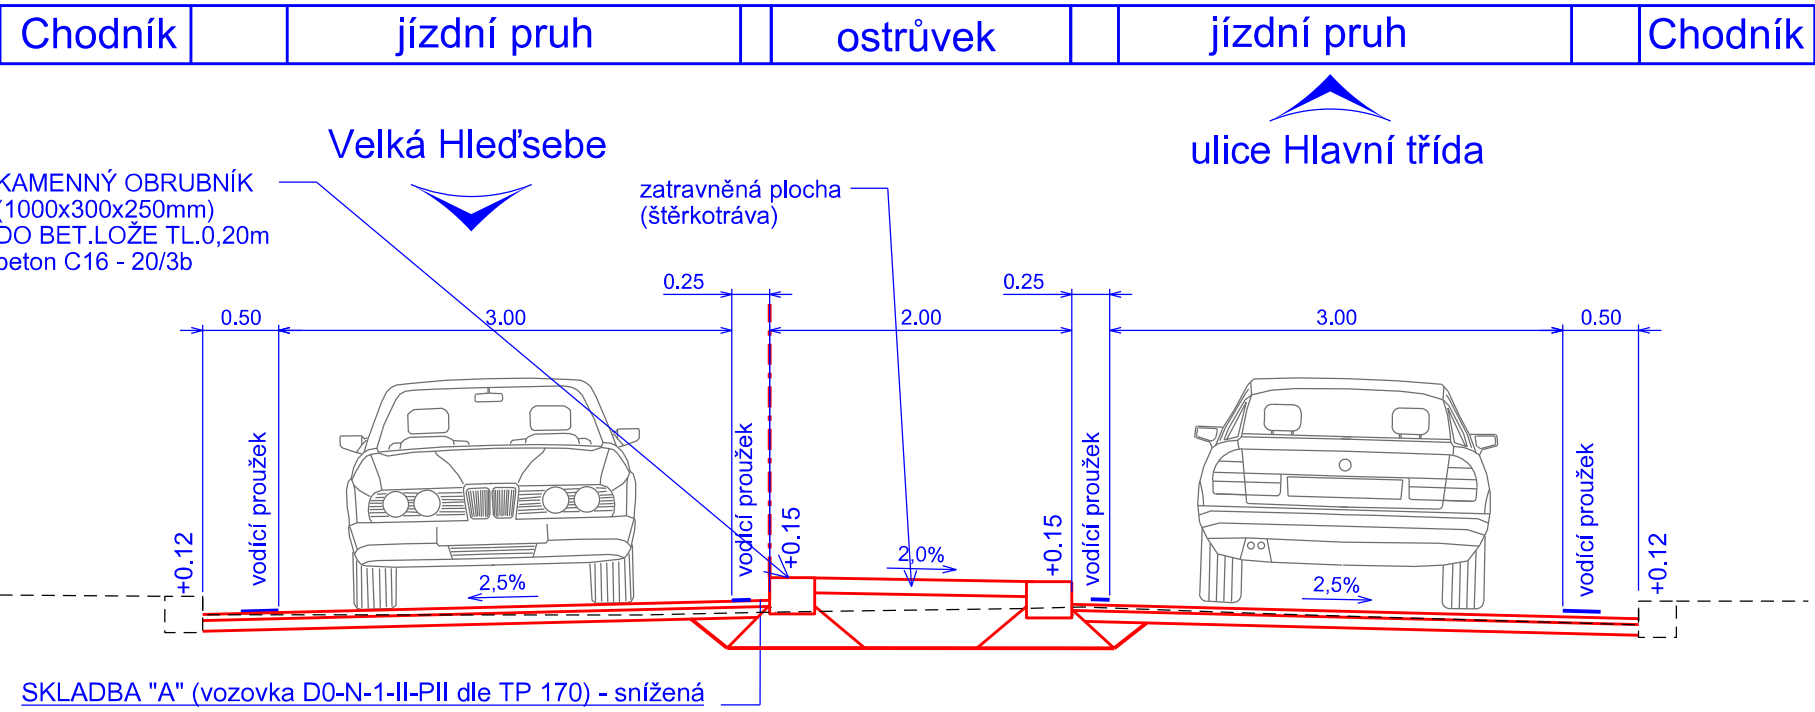 Chodník
jízdní pruh
ostrůvek
jízdní pruh
Chodník
Velká Hleďsebe
ulice Hlavní třída
KAMENNÝ OBRUBNÍK
(1000x300x250mm)
DO BET.LOŽE TL.0,20m
beton C16 - 20/3b
zatravněná plocha
(štěrkotráva)
0.25
0.25
0.50
3.00
2.00
3.00
0.50
+0.12
vodící proužek
vodící proužek
+0.15
+0.15
vodící proužek
vodící proužek
+0.12
2,5%
2,0%
2,5%
SKLADBA "A" (vozovka D0-N-1-II-PII dle TP 170) - snížená